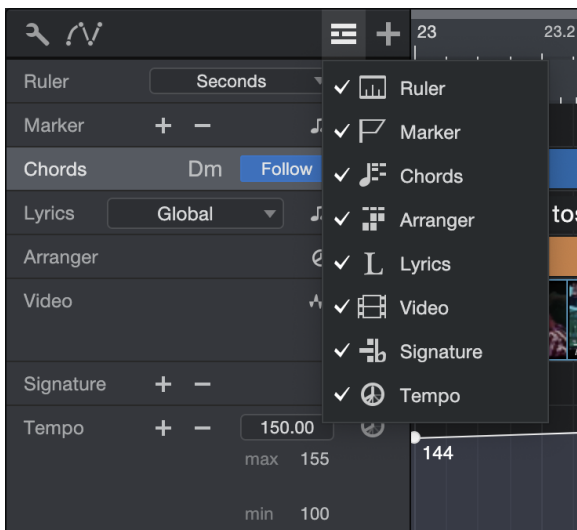 23 23.2
Ruler Seconds
Marker
Chords Dm Follow
Lyrics Global
Arranger
Video
Signature
Tempo 150.00
max 155
min 100
Ruler
Marker
Chords
Arranger
Lyrics
Video
Signature
Tempo
tos
144